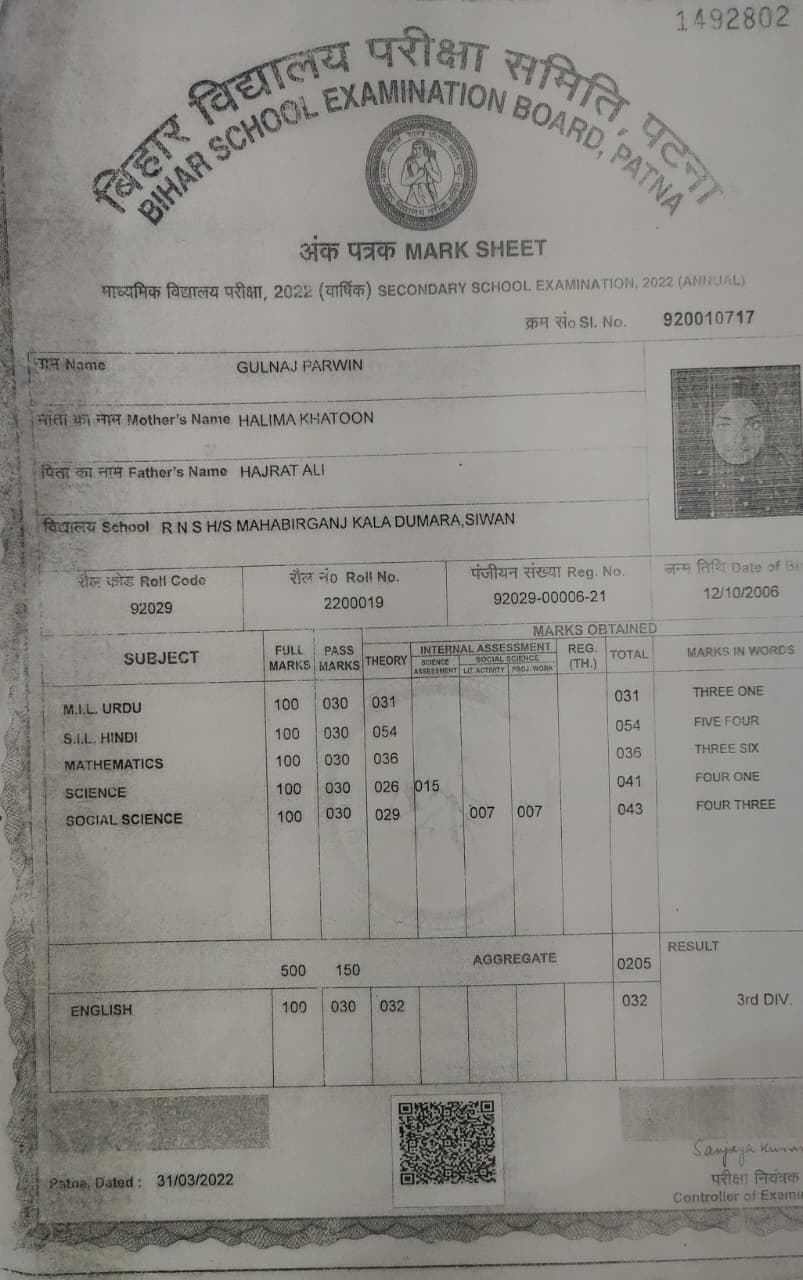 1492802
बिहार विद्यालय परीक्षा समिति, पटना
BIHAR SCHOOL EXAMINATION BOARD, PATNA
अंक पत्रक MARK SHEET
माध्यमिक विद्यालय परीक्षा, 2022 (वार्षिक) SECONDARY SCHOOL EXAMINATION, 2022 (ANNUAL)
क्रम सं० Sl. No. 920010717
नाम Name GULNAJ PARWIN
माता का नाम Mother's Name HALIMA KHATOON
पिता का नाम Father's Name HAJRAT ALI
विद्यालय School R N S H/S MAHABIRGANJ KALA DUMARA,SIWAN
रौल कोड Roll Code रौल नं० Roll No. पंजीयन संख्या Reg. No. जन्म तिथि Date of
92029 2200019 92029-00006-21 12/10/2006
MARKS OBTAINED
SUBJECT FULL MARKS PASS MARKS THEORY INTERNAL ASSESSMENT REG. (TH.) TOTAL MARKS IN WORDS
SCIENCE ASSESSMENT SOCIAL SCIENCE LIT. ACTIVITY PROJ. WORK
M.I.L. URDU 100 030 031 031 THREE ONE
S.I.L. HINDI 100 030 054 054 FIVE FOUR
MATHEMATICS 100 030 036 036 THREE SIX
SCIENCE 100 030 026 015 041 FOUR ONE
SOCIAL SCIENCE 100 030 029 007 007 043 FOUR THREE
500 150 AGGREGATE 0205 RESULT
ENGLISH 100 030 032 032 3rd DIV.
Patna, Dated : 31/03/2022
Sanjaya
परीक्षा नियंत्रक
Controller of